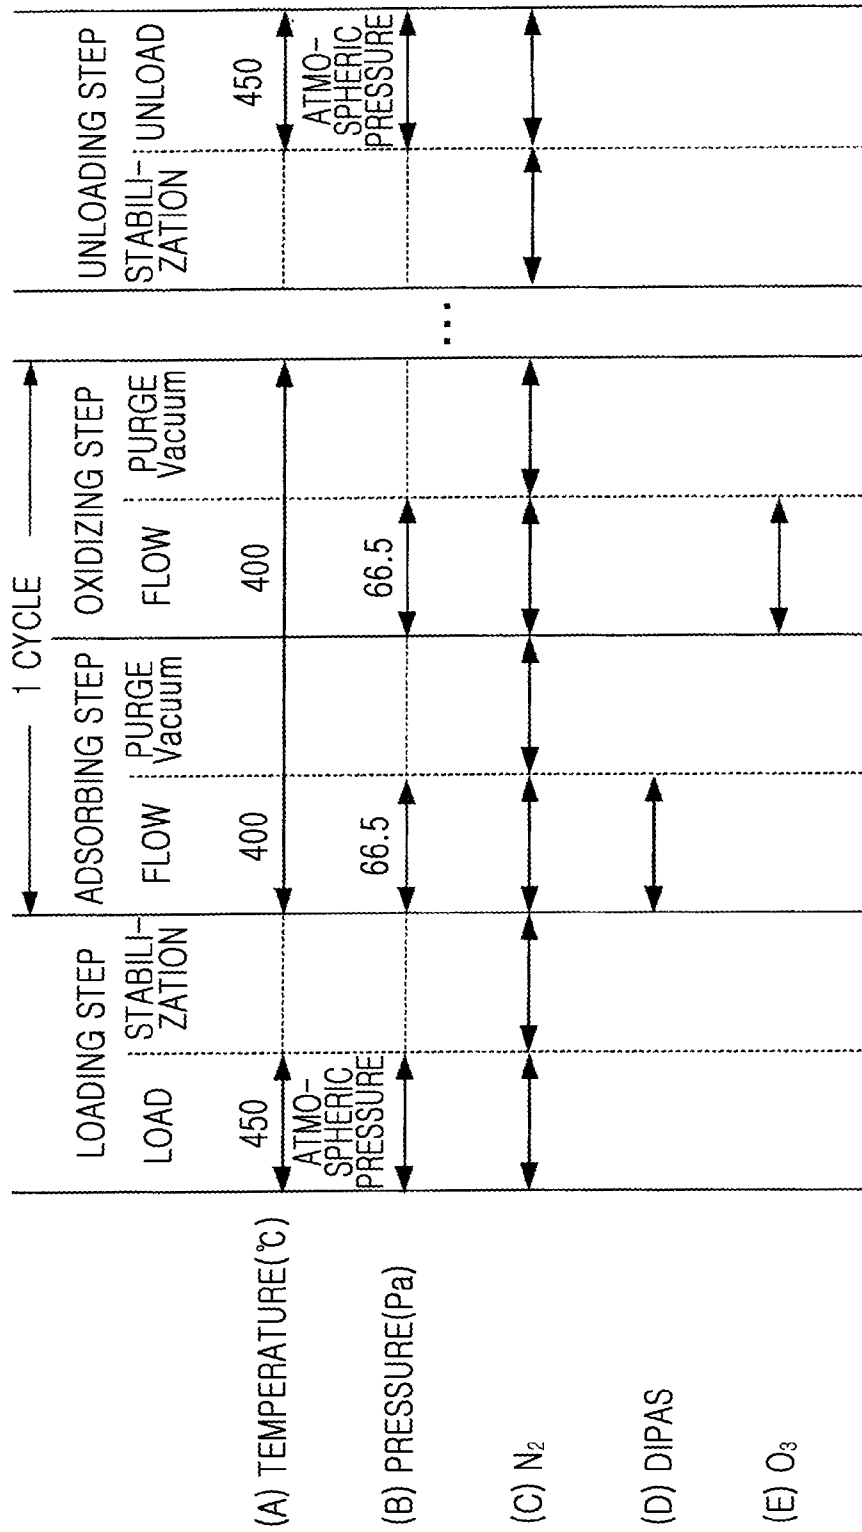 1 CYCLE
LOADING STEP
ADSORBING STEP
OXIDIZING STEP
UNLOADING STEP
LOAD
STABILI-
ZATION
FLOW
PURGE
Vacuum
FLOW
PURGE
Vacuum
...
STABILI-
ZATION
UNLOAD
(A) TEMPERATURE(℃)
450
400
400
450
(B) PRESSURE(Pa)
ATMO-
SPHERIC
PRESSURE
66.5
66.5
ATMO-
SPHERIC
PRESSURE
(C) N₂
(D) DIPAS
(E) O₃